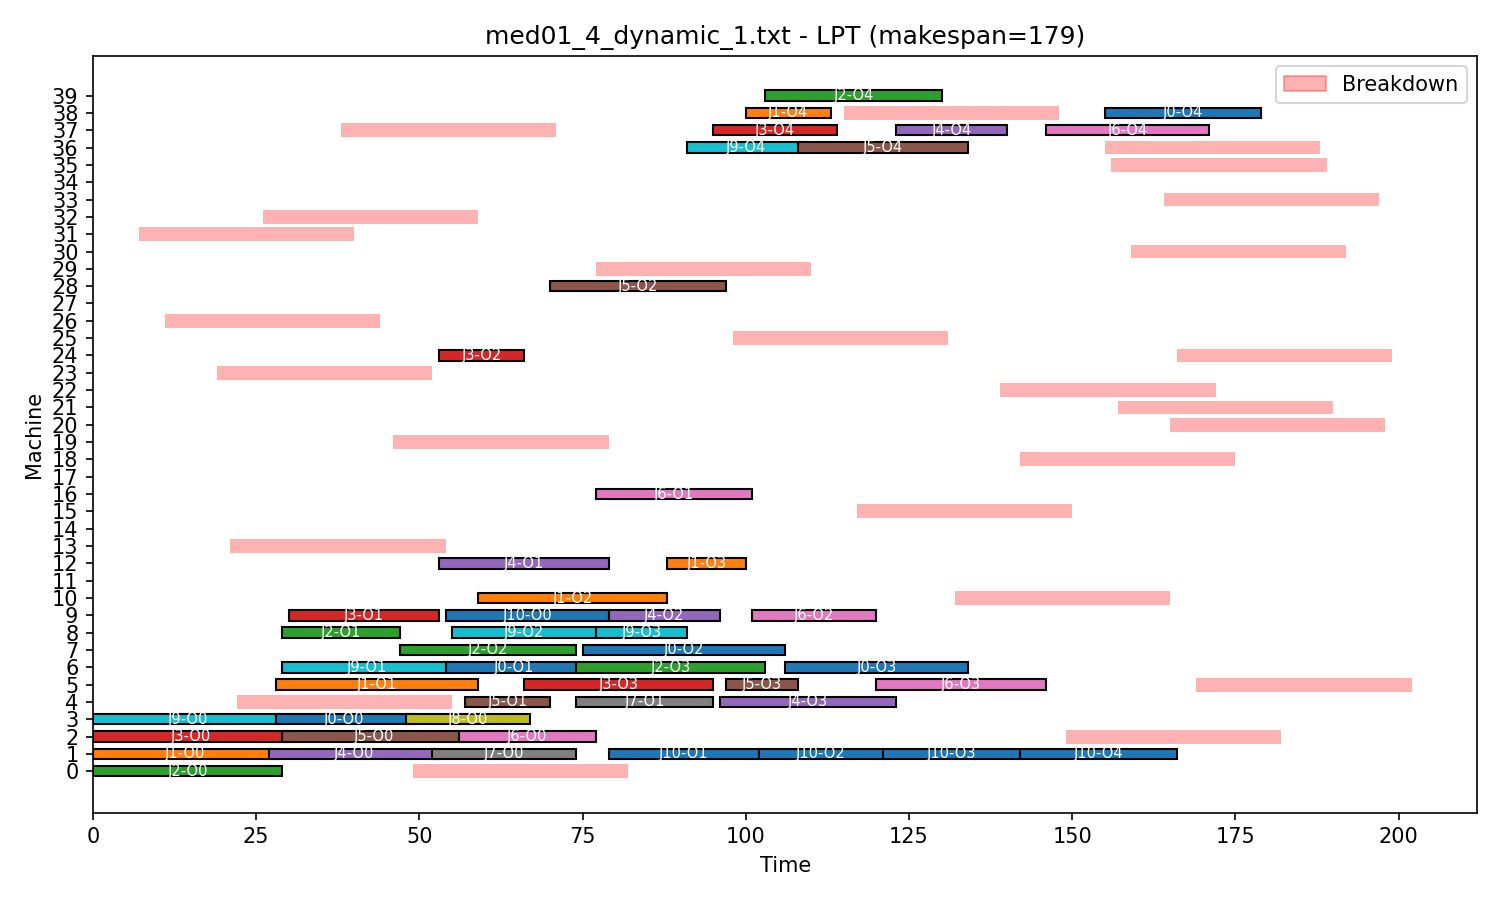 med01_4_dynamic_1.txt - LPT (makespan=179)
Breakdown
39 J2-O4
38 J1-O4 J0-O4
37 J3-O4 J4-O4 J6-O4
36 J9-O4 J5-O4
35
34
33
32
31
30
29
28 J5-O2
27
26
25
24 J3-O2
23
22
21
20
19
18
17
16 J6-O1
15
14
13
12 J4-O1 J1-O3
11
10 J1-O2
9 J3-O1 J10-O0 J4-O2 J6-O2
8 J2-O1 J9-O2 J9-O3
7 J2-O2 J0-O2
6 J9-O1 J0-O1 J2-O3 J0-O3
5 J1-O1 J3-O3 J5-O3 J6-O3
4 J5-O1 J7-O1 J4-O3
3 J9-O0 J0-O0 J8-O0
2 J3-O0 J5-O0 J6-O0
1 J1-O0 J4-O0 J7-O0 J10-O1 J10-O2 J10-O3 J10-O4
0 J2-O0
Machine
0 25 50 75 100 125 150 175 200
Time